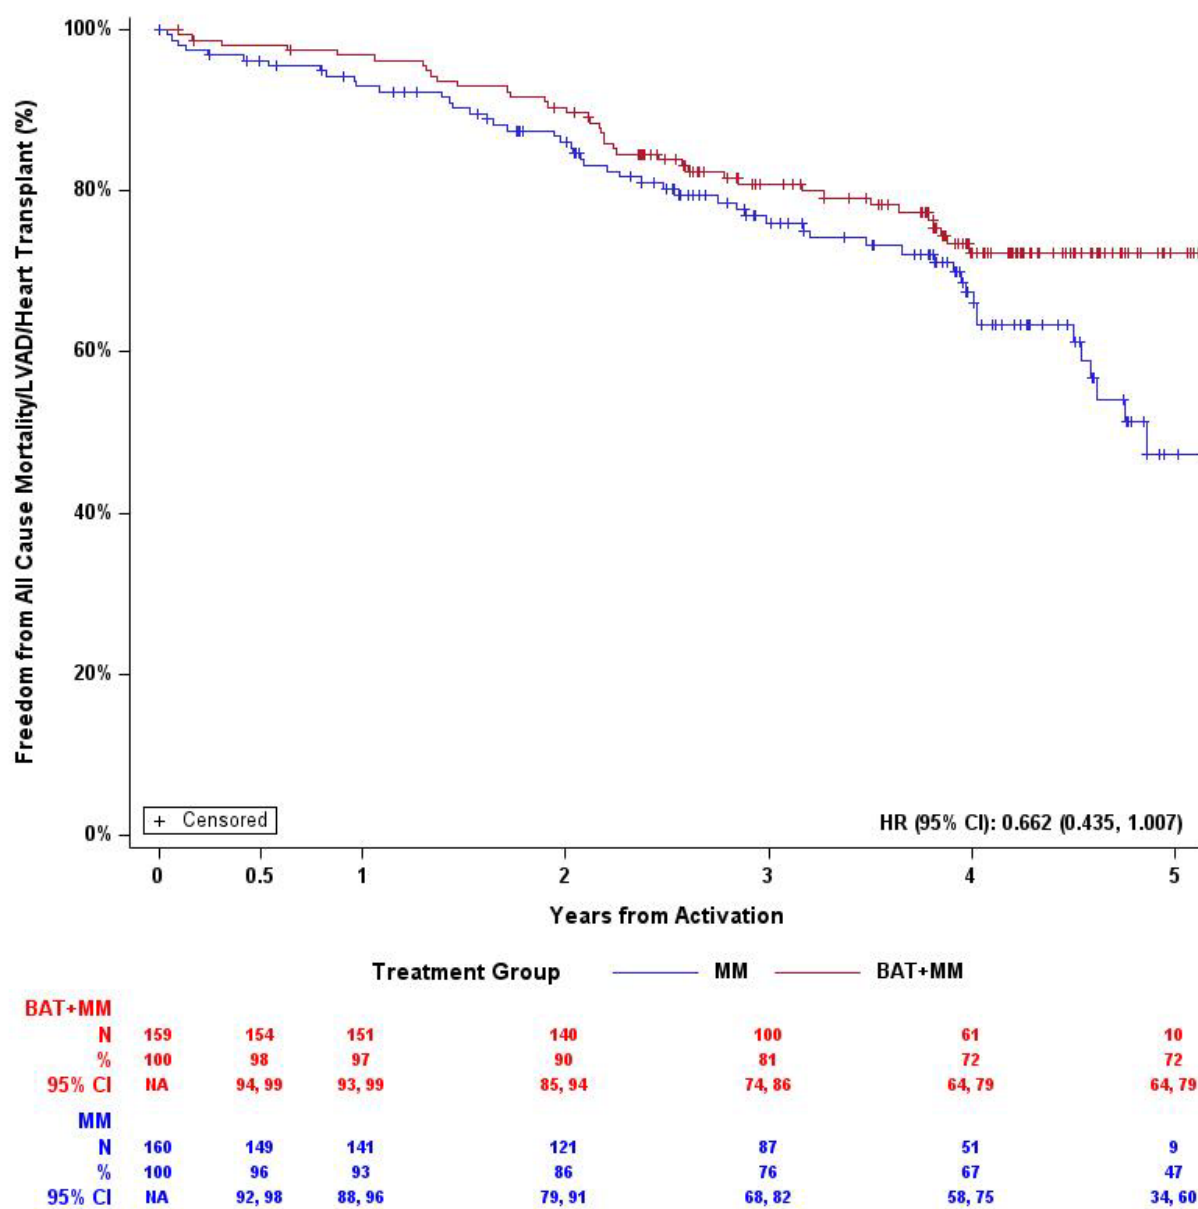 Freedom from All Cause Mortality/LVAD/Heart Transplant (%)
100%
80%
60%
40%
20%
0%
+ Censored
HR (95% CI): 0.662 (0.435, 1.007)
0 0.5 1 2 3 4 5
Years from Activation
Treatment Group MM BAT+MM
BAT+MM
N 159 154 151 140 100 61 10
% 100 98 97 90 81 72 72
95% CI NA 94, 99 93, 99 85, 94 74, 86 64, 79 64, 79
MM
N 160 149 141 121 87 51 9
% 100 96 93 86 76 67 47
95% CI NA 92, 98 88, 96 79, 91 68, 82 58, 75 34, 60